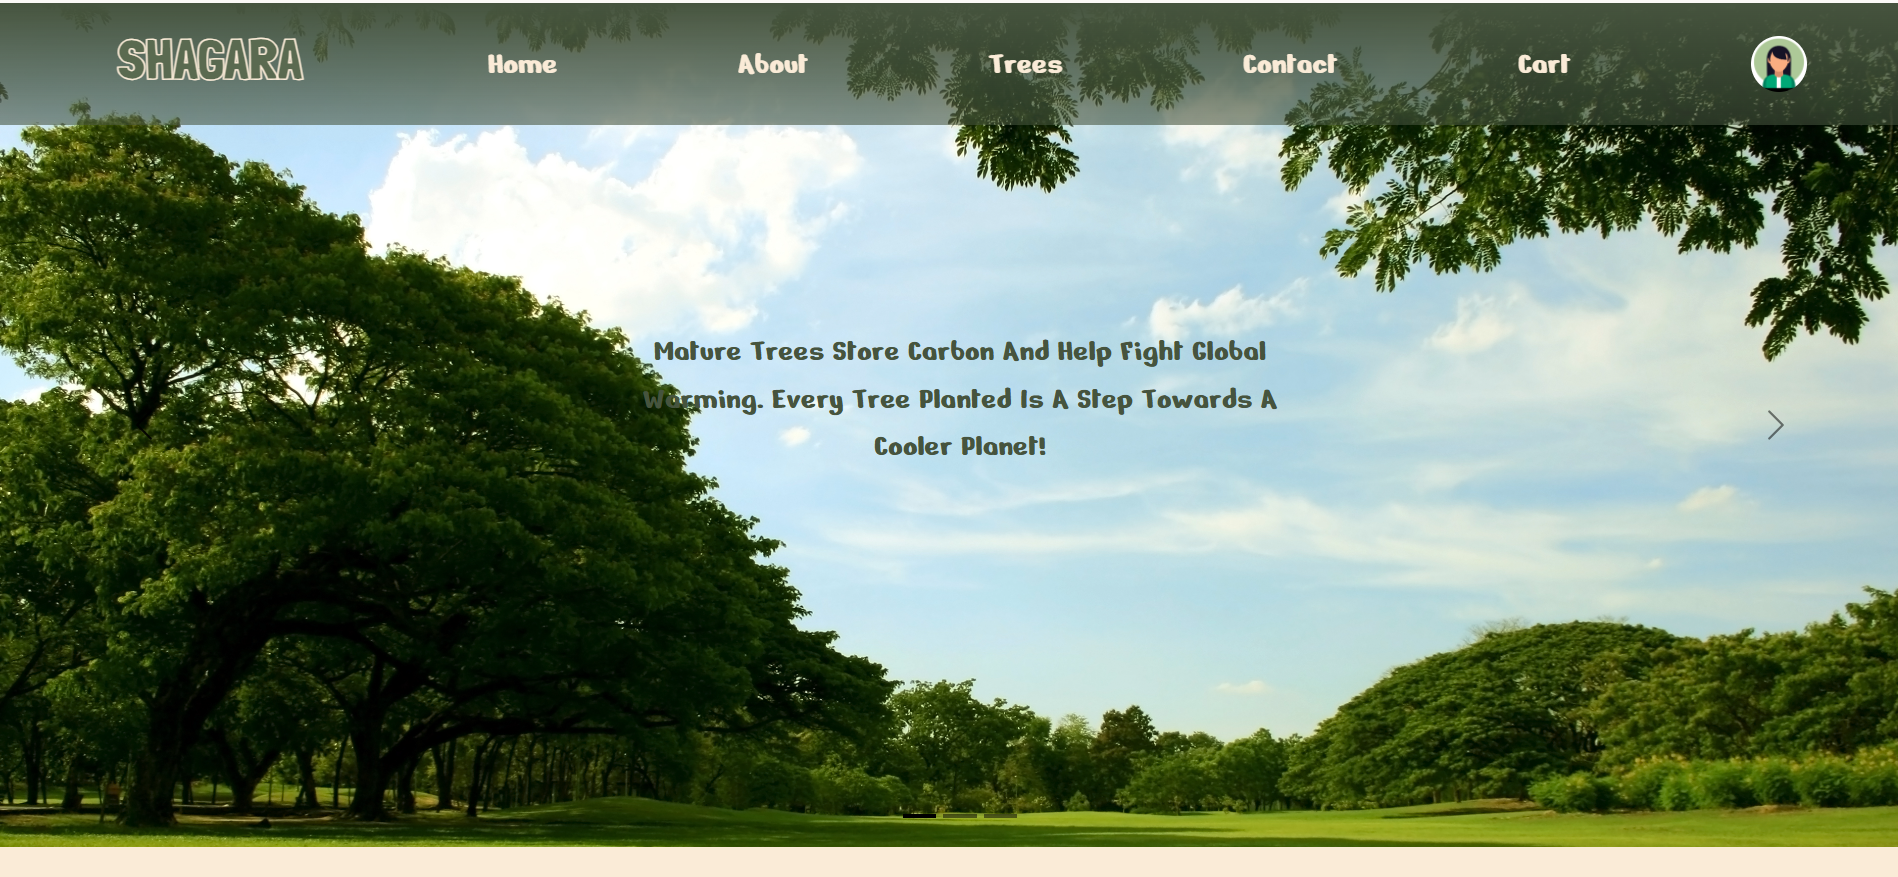 SHAGARA
Home
About
Trees
Contact
Cart
Mature Trees Store Carbon And Help Fight Global
Warming. Every Tree Planted Is A Step Towards A
Cooler Planet!